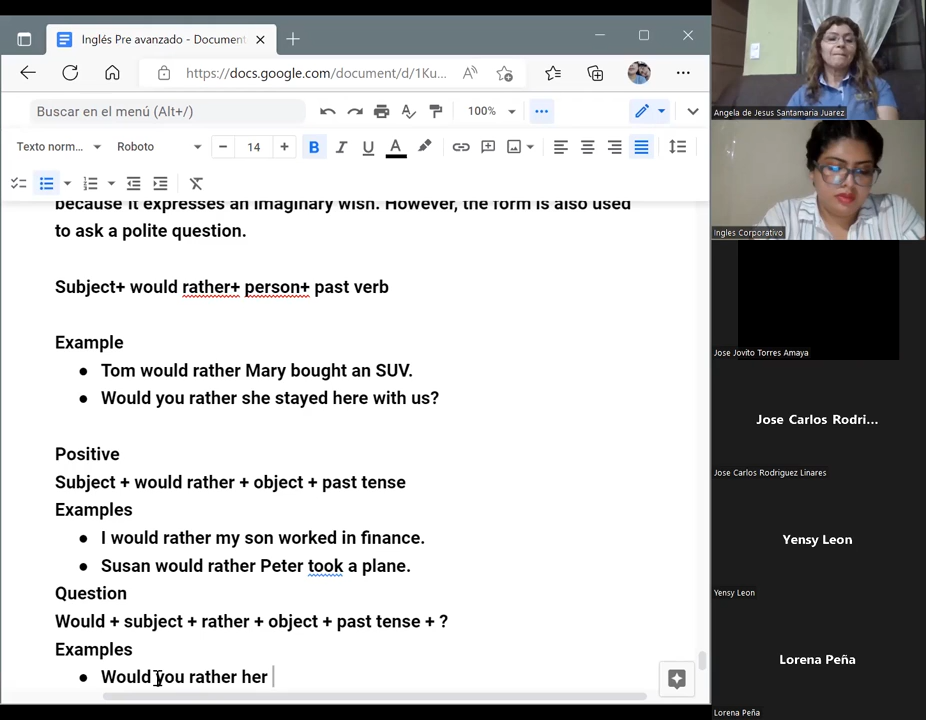 Inglés Pre avanzado - Document
https://docs.google.com/document/d/1Ku...
Buscar en el menú (Alt+/)
100%
Texto norm...
Roboto
14
because it expresses an imaginary wish. However, the form is also used
to ask a polite question.
Subject+ would rather+ person+ past verb
Example
● Tom would rather Mary bought an SUV.
● Would you rather she stayed here with us?
Positive
Subject + would rather + object + past tense
Examples
● I would rather my son worked in finance.
● Susan would rather Peter took a plane.
Question
Would + subject + rather + object + past tense + ?
Examples
● Would you rather her
Angela de Jesus Santamaria Juarez
Ingles Corporativo
Jose Jovito Torres Amaya
Jose Carlos Rodri...
Jose Carlos Rodriguez Linares
Yensy Leon
Yensy Leon
Lorena Peña
Lorena Peña